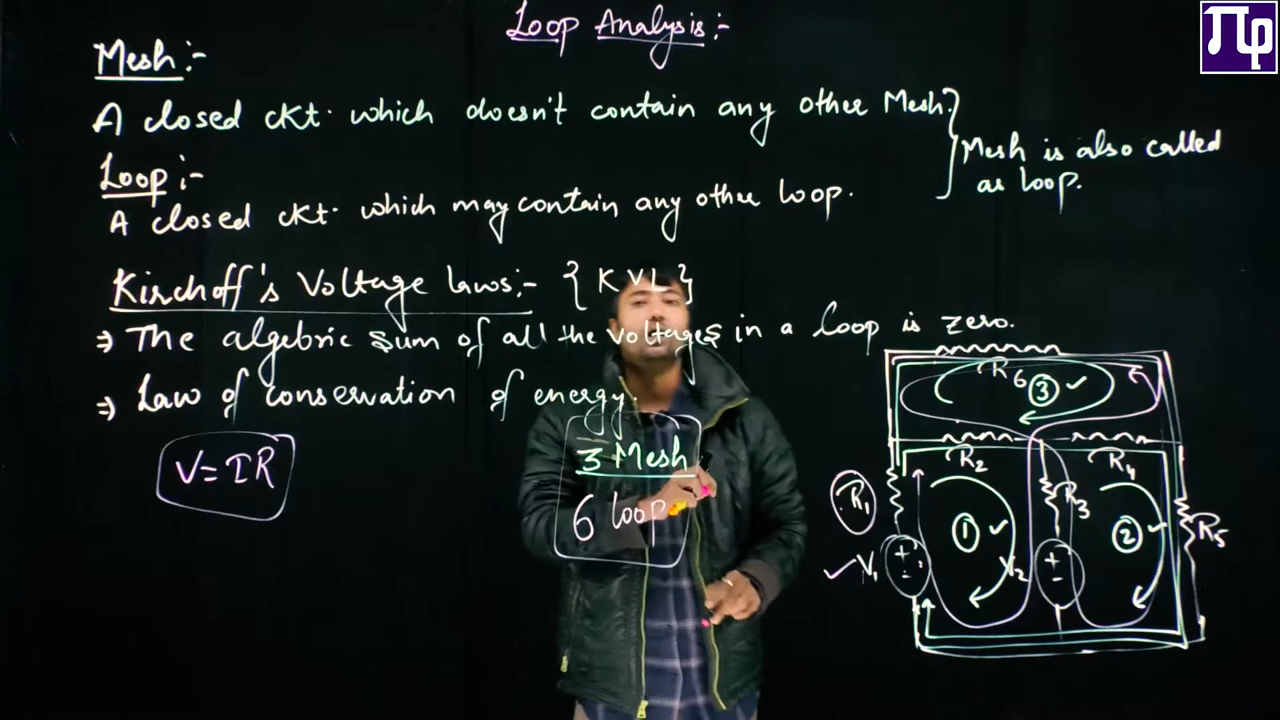 Loop Analysis:-
Mesh:-
A closed ckt. which doesn't contain any other Mesh.
Mesh is also called
as loop.
Loop:-
A closed ckt. which may contain any other loop.
Kirchoff's Voltage laws:- {KVL}
⇒ The algebric sum of all the voltages in a loop is zero.
⇒ Law of conservation of energy.
V=IR
3 Mesh
6 loop
R6 3 ✓
R2 R4
R1 R3 R5
1 ✓ 2 ✓
✓ V1 + - V2 + -
πφ